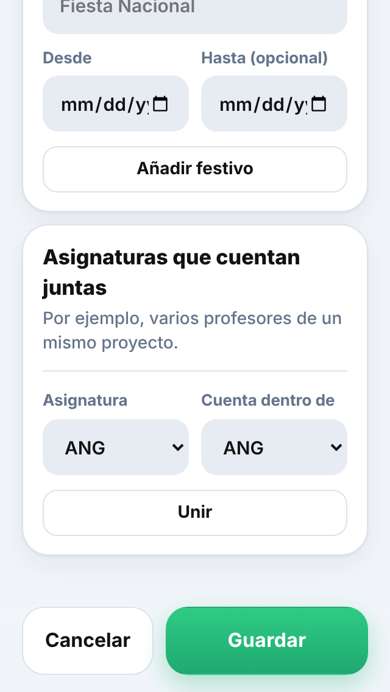 Fiesta Nacional
Desde
Hasta (opcional)
mm/dd/y
mm/dd/y
Añadir festivo
Asignaturas que cuentan
juntas
Por ejemplo, varios profesores de un
mismo proyecto.
Asignatura
Cuenta dentro de
ANG
ANG
Unir
Cancelar
Guardar